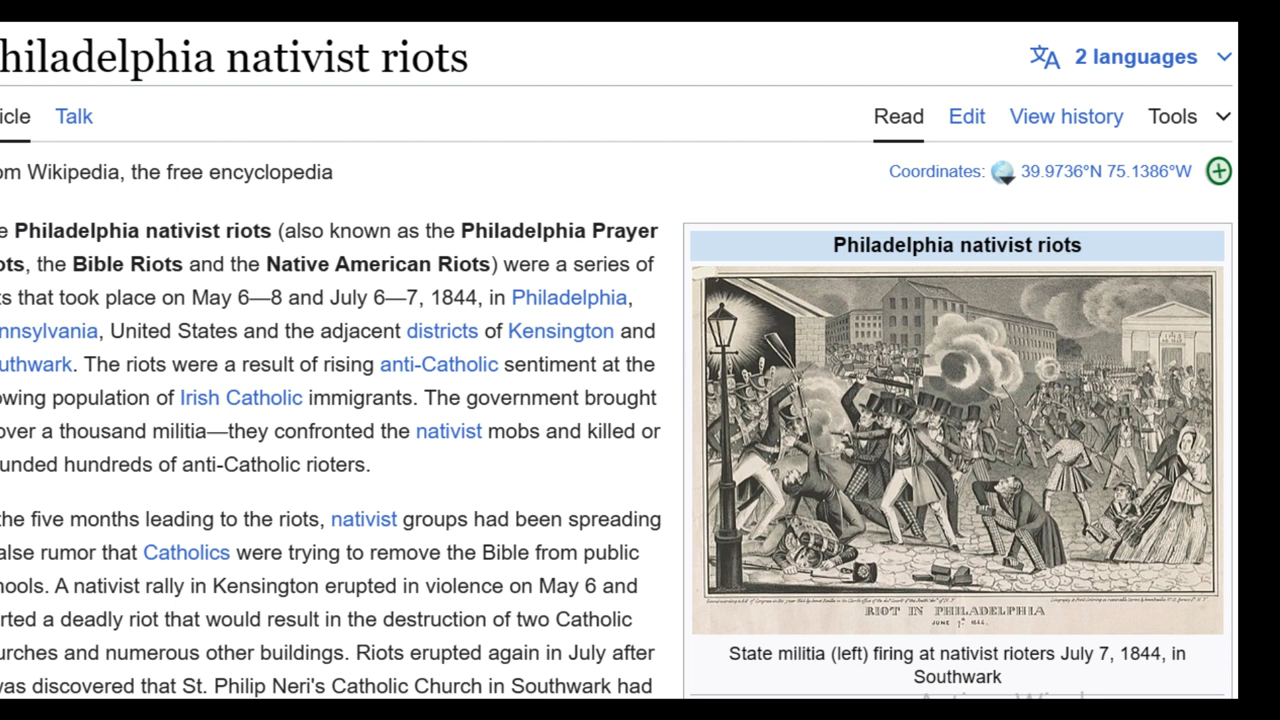 hiladelphia nativist riots
2 languages
icle Talk
Read Edit View history Tools
om Wikipedia, the free encyclopedia
Coordinates: 39.9736°N 75.1386°W
e Philadelphia nativist riots (also known as the Philadelphia Prayer
ots, the Bible Riots and the Native American Riots) were a series of
ts that took place on May 6—8 and July 6—7, 1844, in Philadelphia,
nnsylvania, United States and the adjacent districts of Kensington and
uthwark. The riots were a result of rising anti-Catholic sentiment at the
owing population of Irish Catholic immigrants. The government brought
over a thousand militia—they confronted the nativist mobs and killed or
unded hundreds of anti-Catholic rioters.
the five months leading to the riots, nativist groups had been spreading
alse rumor that Catholics were trying to remove the Bible from public
hools. A nativist rally in Kensington erupted in violence on May 6 and
rted a deadly riot that would result in the destruction of two Catholic
urches and numerous other buildings. Riots erupted again in July after
was discovered that St. Philip Neri's Catholic Church in Southwark had
Philadelphia nativist riots
RIOT IN PHILADELPHIA
JUNE 7th 1844.
State militia (left) firing at nativist rioters July 7, 1844, in
Southwark